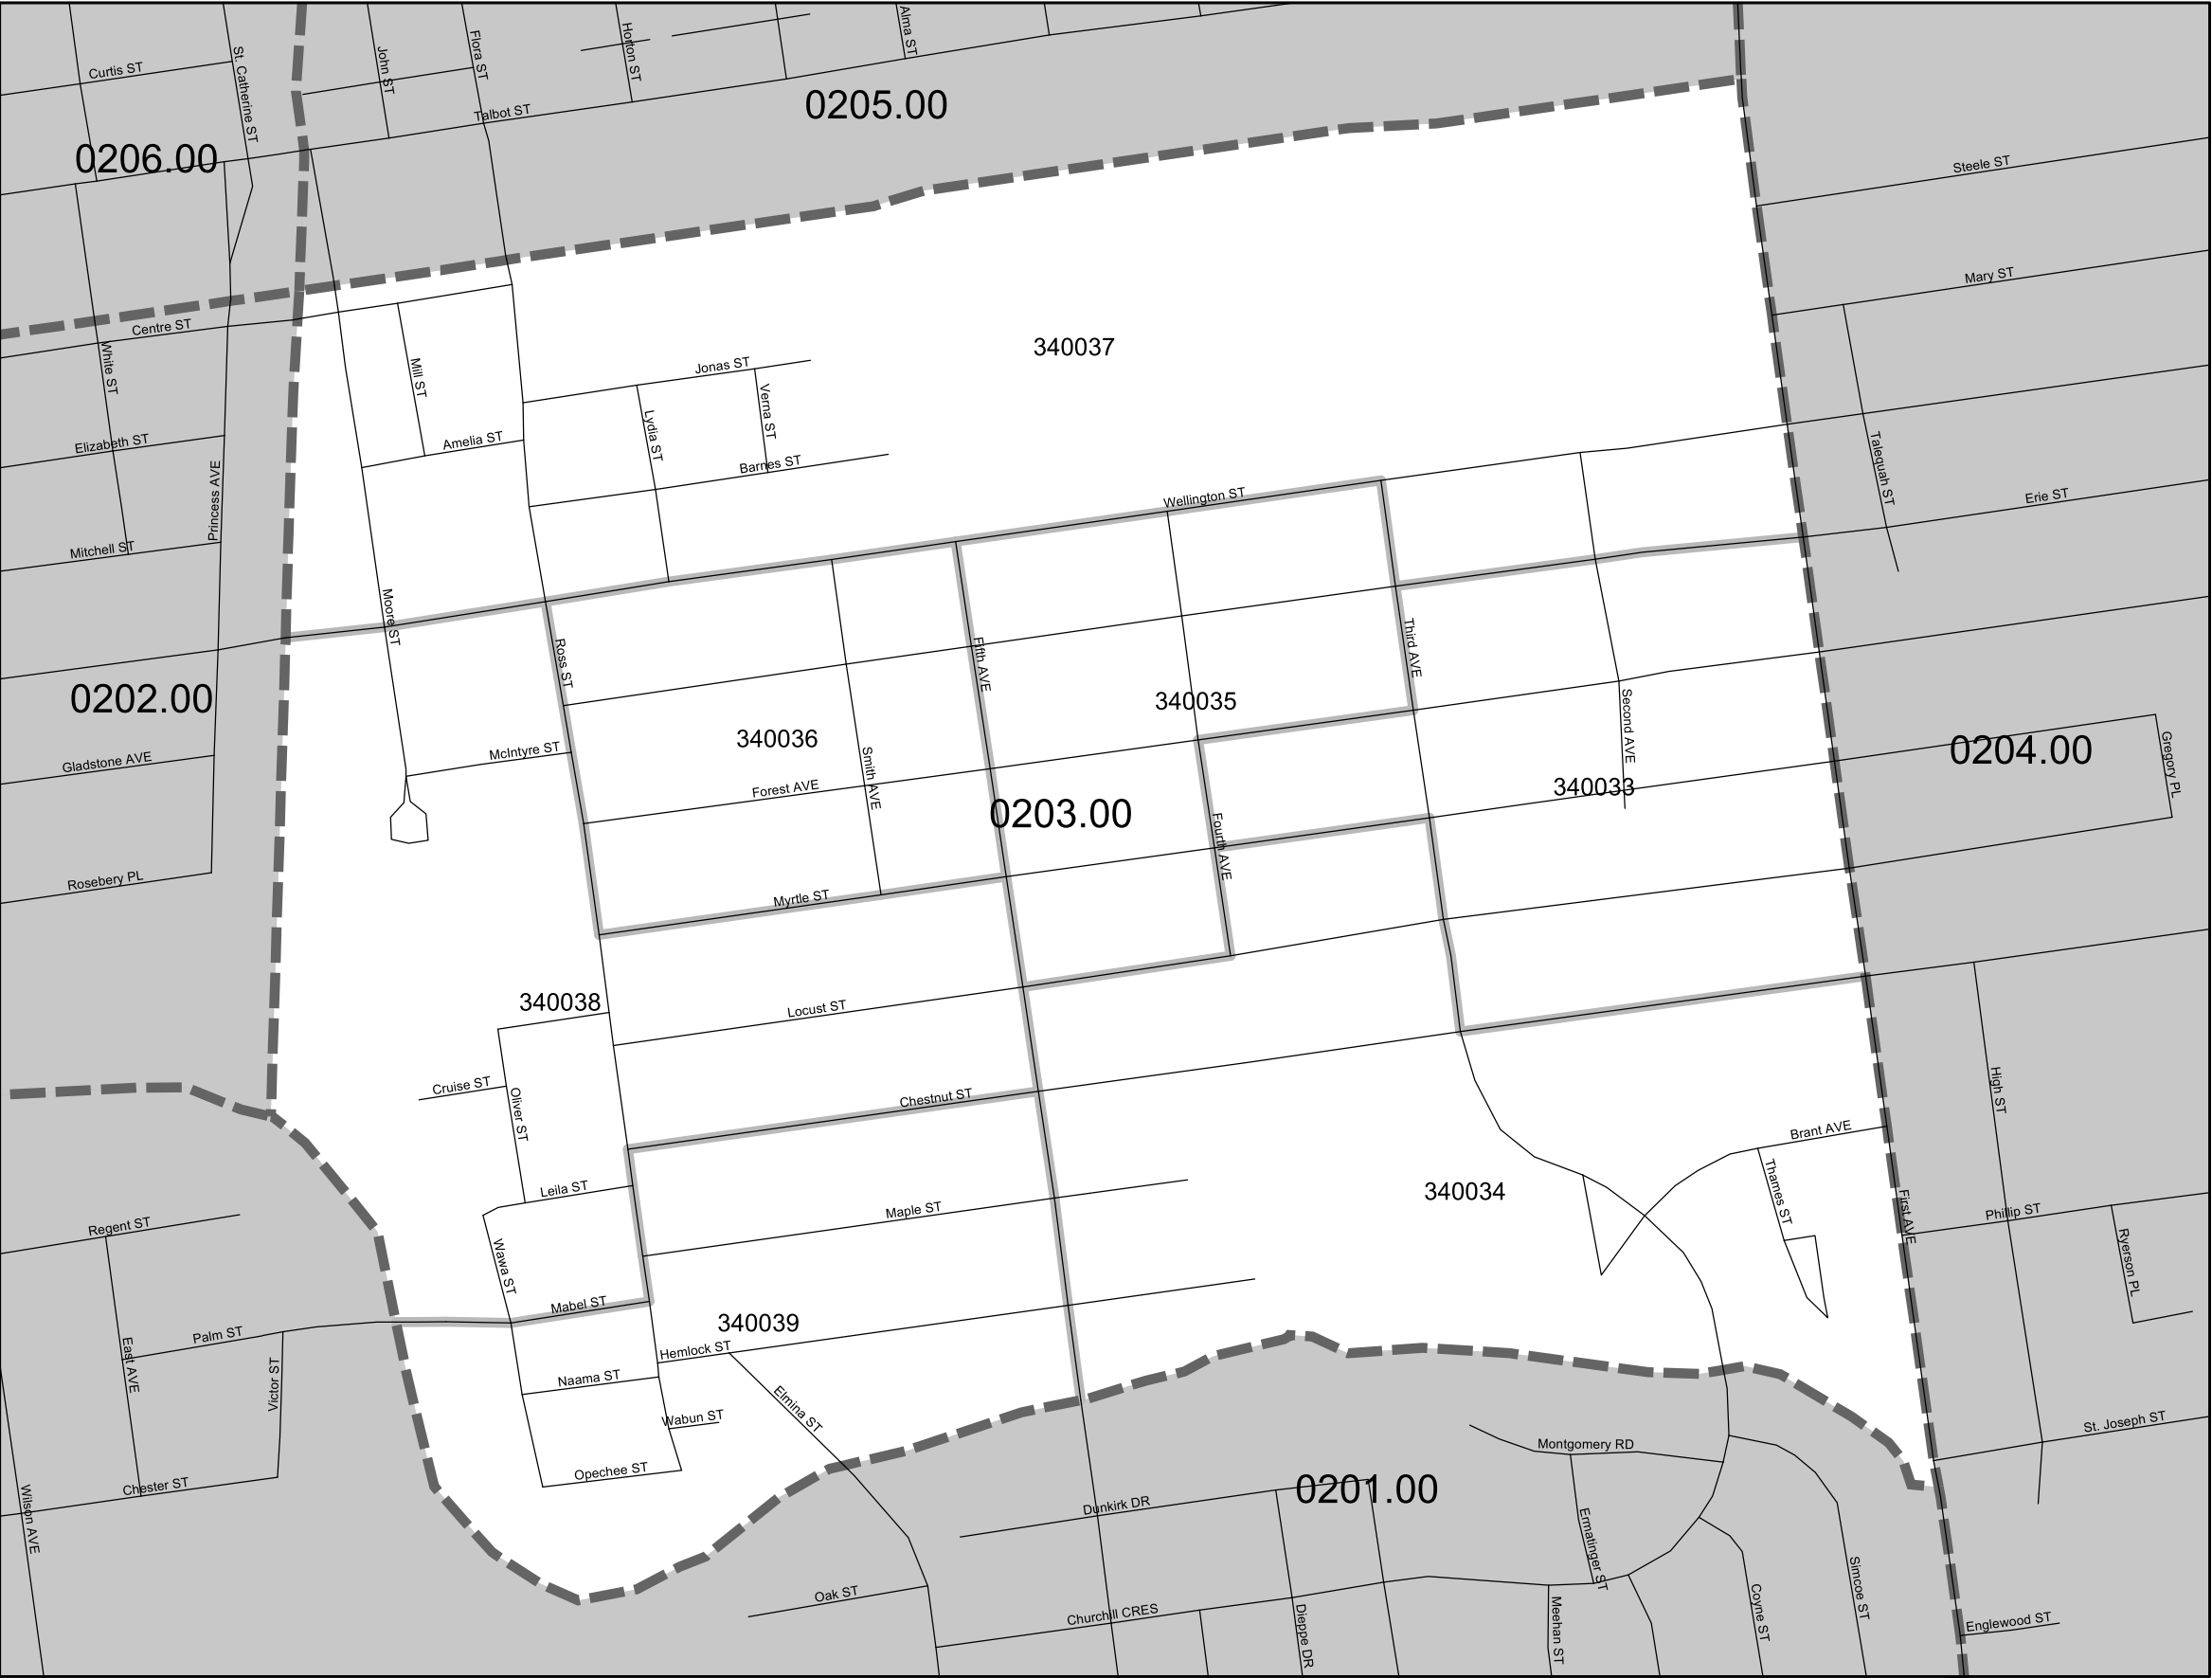 Alma ST
Horton ST
Flora ST
John ST
St. Catherine ST
Curtis ST
0205.00
Talbot ST
0206.00
Steele ST
Mary ST
Centre ST
340037
White ST
Mill ST
Jonas ST
Verna ST
Lydia ST
Amelia ST
Elizabeth ST
Barnes ST
Talequah ST
Princess AVE
Wellington ST
Erie ST
Mitchell ST
Moore ST
Ross ST
Fifth AVE
Third AVE
0202.00
340035
Second AVE
340036
McIntyre ST
Gladstone AVE
0204.00
Gregory PL
Smith AVE
Forest AVE
340033
0203.00
Fourth AVE
Rosebery PL
Myrtle ST
340038
Locust ST
Cruise ST
Oliver ST
Chestnut ST
High ST
Brant AVE
Thames ST
Leila ST
340034
Maple ST
First AVE
Phillip ST
Regent ST
Wawa ST
Ryerson PL
Mabel ST
340039
Palm ST
East AVE
Hemlock ST
Victor ST
Naama ST
Elmina ST
Wabun ST
St. Joseph ST
Montgomery RD
Opechee ST
Chester ST
0201.00
Wilson AVE
Dunkirk DR
Ermatinger ST
Simcoe ST
Oak ST
Churchill CRES
Coyne ST
Dieppe DR
Meehan ST
Englewood ST